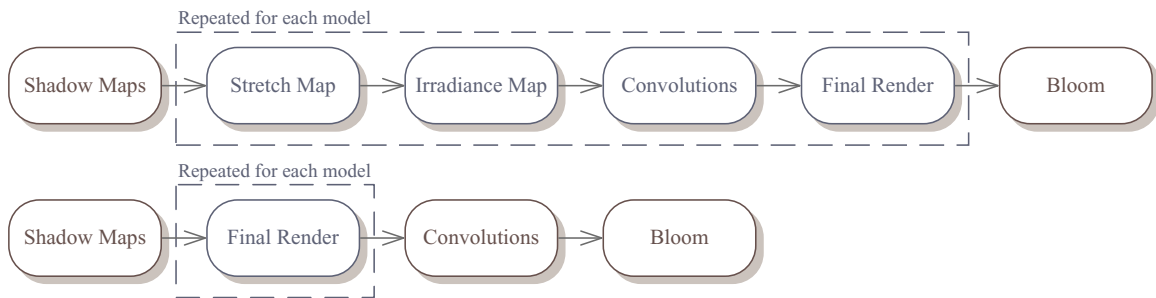 Repeated for each model
Shadow Maps
Stretch Map
Irradiance Map
Convolutions
Final Render
Bloom
Repeated for each model
Shadow Maps
Final Render
Convolutions
Bloom